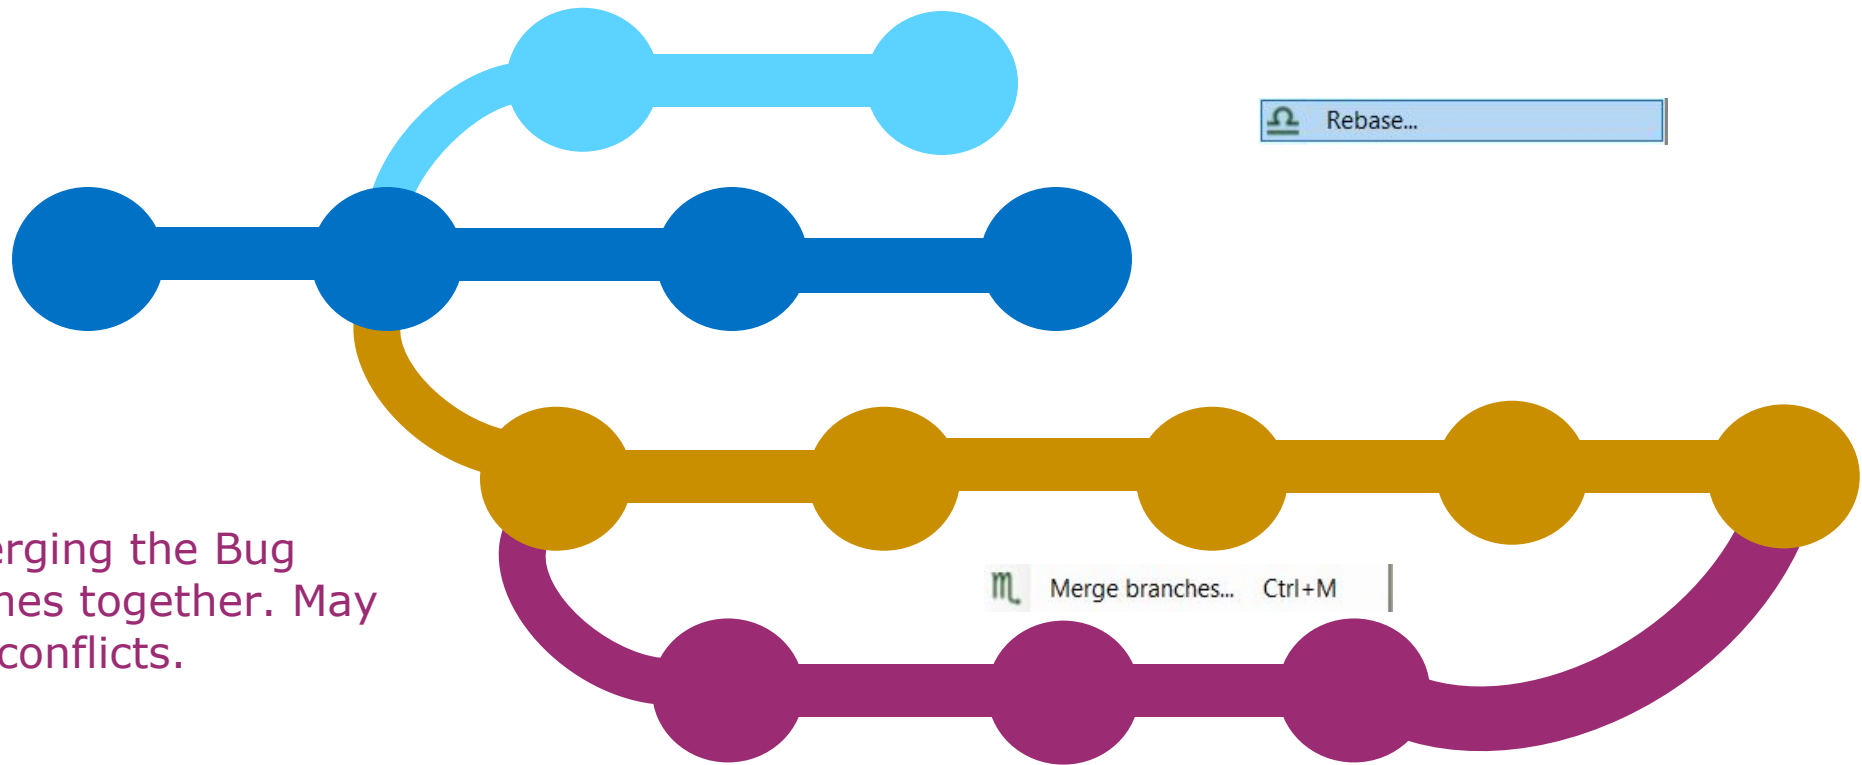 Rebase...
erging the Bug
nes together. May
conflicts.
Merge branches... Ctrl+M